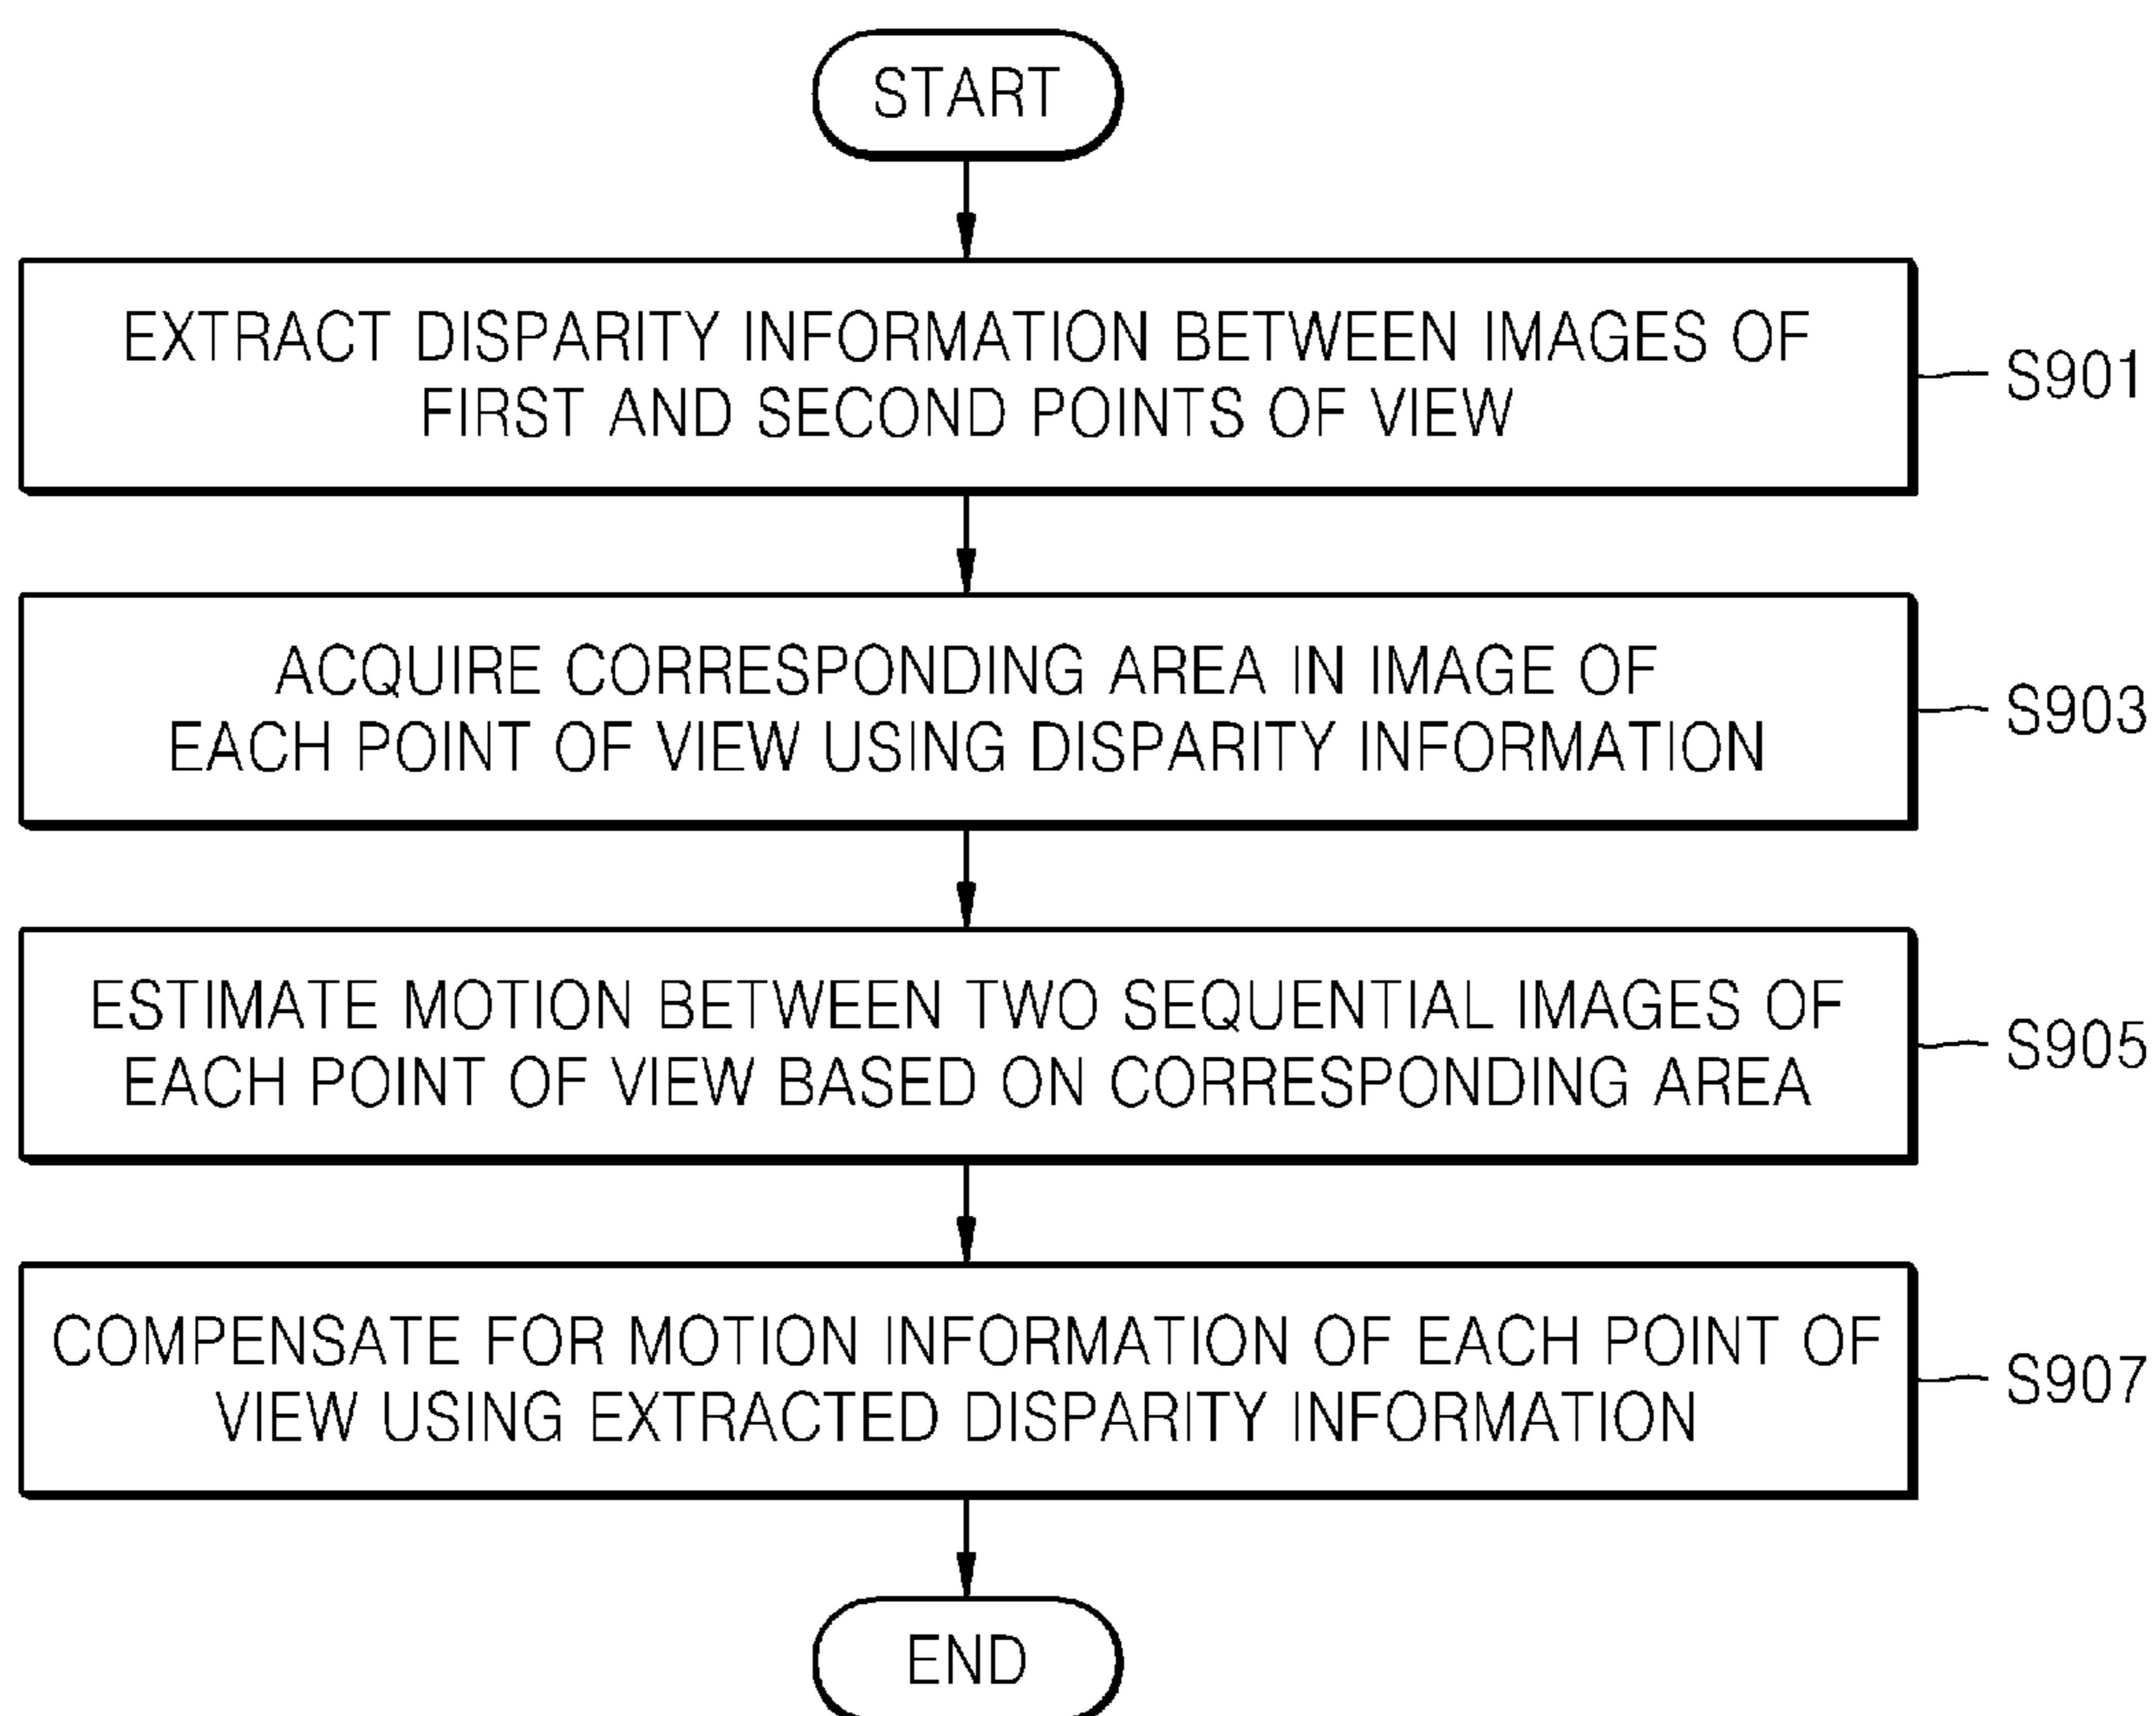 START
EXTRACT DISPARITY INFORMATION BETWEEN IMAGES OF
FIRST AND SECOND POINTS OF VIEW
S901
ACQUIRE CORRESPONDING AREA IN IMAGE OF
EACH POINT OF VIEW USING DISPARITY INFORMATION
S903
ESTIMATE MOTION BETWEEN TWO SEQUENTIAL IMAGES OF
EACH POINT OF VIEW BASED ON CORRESPONDING AREA
S905
COMPENSATE FOR MOTION INFORMATION OF EACH POINT OF
VIEW USING EXTRACTED DISPARITY INFORMATION
S907
END